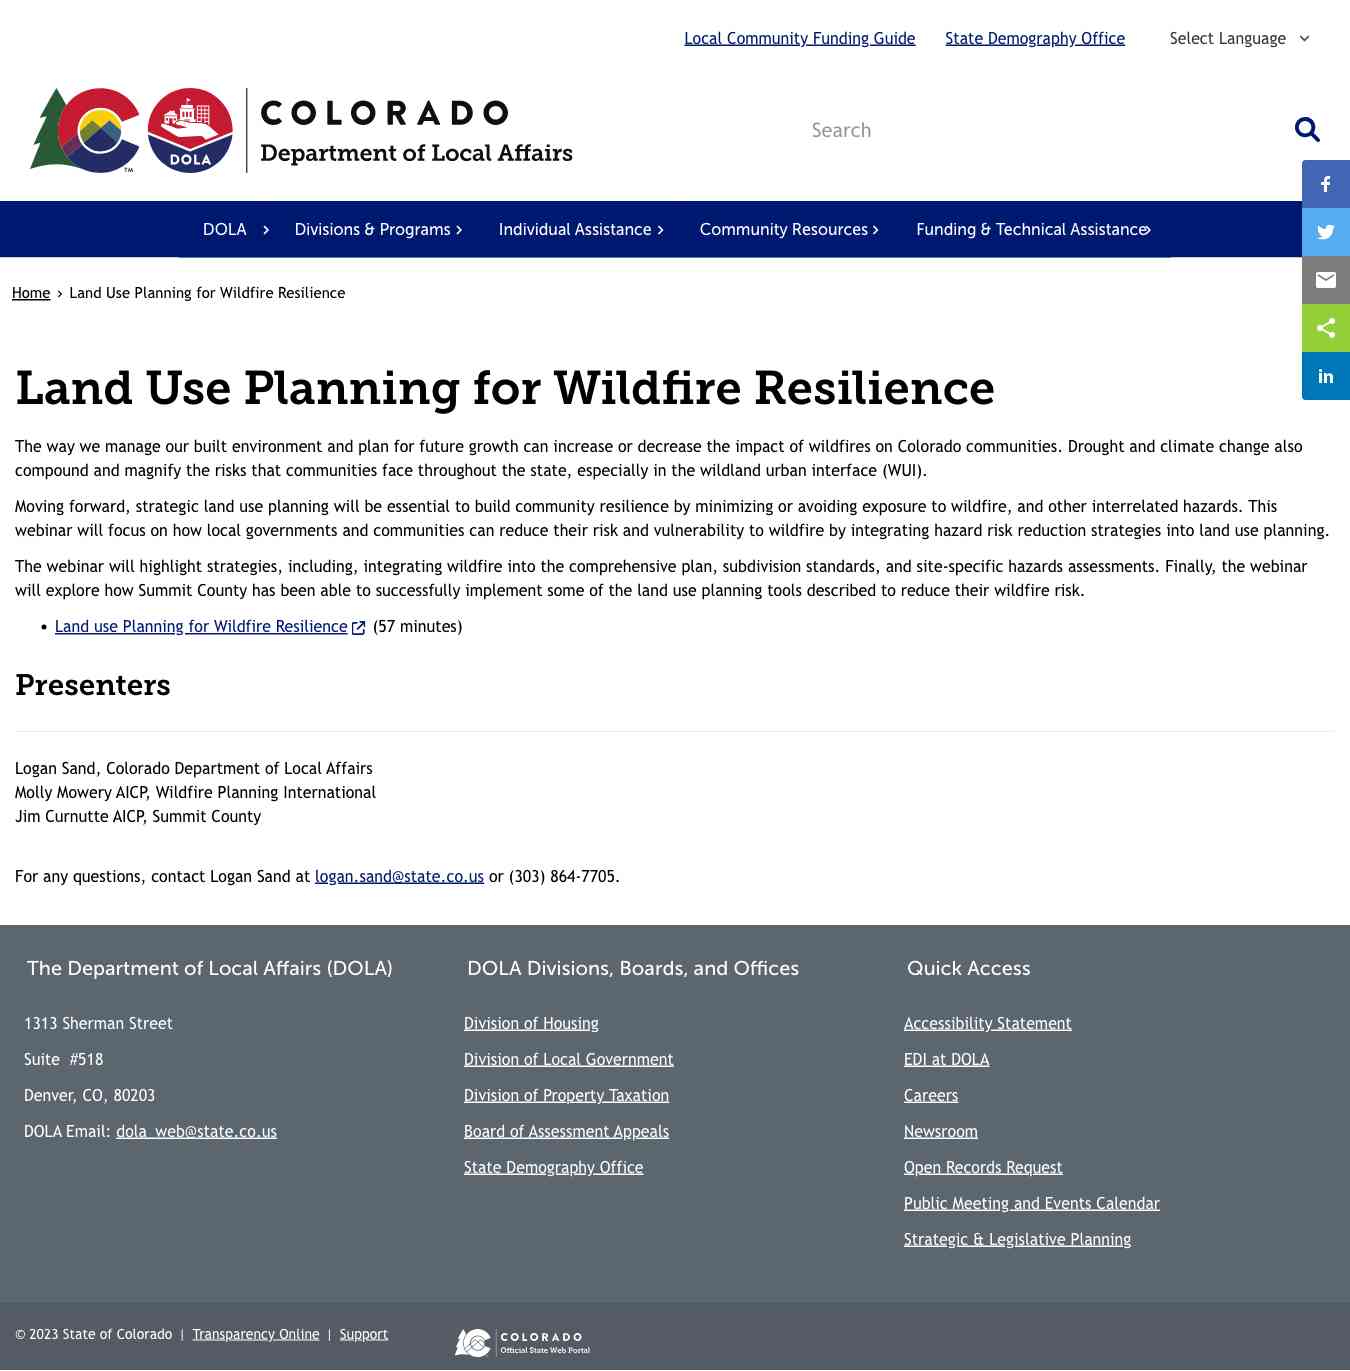 Local Community Funding Guide State Demography Office Select Language
COLORADO
Department of Local Affairs
DOLA
TM
Search
DOLA Divisions & Programs Individual Assistance Community Resources Funding & Technical Assistance
Home › Land Use Planning for Wildfire Resilience
Land Use Planning for Wildfire Resilience
The way we manage our built environment and plan for future growth can increase or decrease the impact of wildfires on Colorado communities. Drought and climate change also
compound and magnify the risks that communities face throughout the state, especially in the wildland urban interface (WUI).
Moving forward, strategic land use planning will be essential to build community resilience by minimizing or avoiding exposure to wildfire, and other interrelated hazards. This
webinar will focus on how local governments and communities can reduce their risk and vulnerability to wildfire by integrating hazard risk reduction strategies into land use planning.
The webinar will highlight strategies, including, integrating wildfire into the comprehensive plan, subdivision standards, and site-specific hazards assessments. Finally, the webinar
will explore how Summit County has been able to successfully implement some of the land use planning tools described to reduce their wildfire risk.
• Land use Planning for Wildfire Resilience (57 minutes)
Presenters
Logan Sand, Colorado Department of Local Affairs
Molly Mowery AICP, Wildfire Planning International
Jim Curnutte AICP, Summit County
For any questions, contact Logan Sand at logan.sand@state.co.us or (303) 864-7705.
The Department of Local Affairs (DOLA)
1313 Sherman Street
Suite #518
Denver, CO, 80203
DOLA Email: dola_web@state.co.us
DOLA Divisions, Boards, and Offices
Division of Housing
Division of Local Government
Division of Property Taxation
Board of Assessment Appeals
State Demography Office
Quick Access
Accessibility Statement
EDI at DOLA
Careers
Newsroom
Open Records Request
Public Meeting and Events Calendar
Strategic & Legislative Planning
© 2023 State of Colorado | Transparency Online | Support
COLORADO
Official State Web Portal